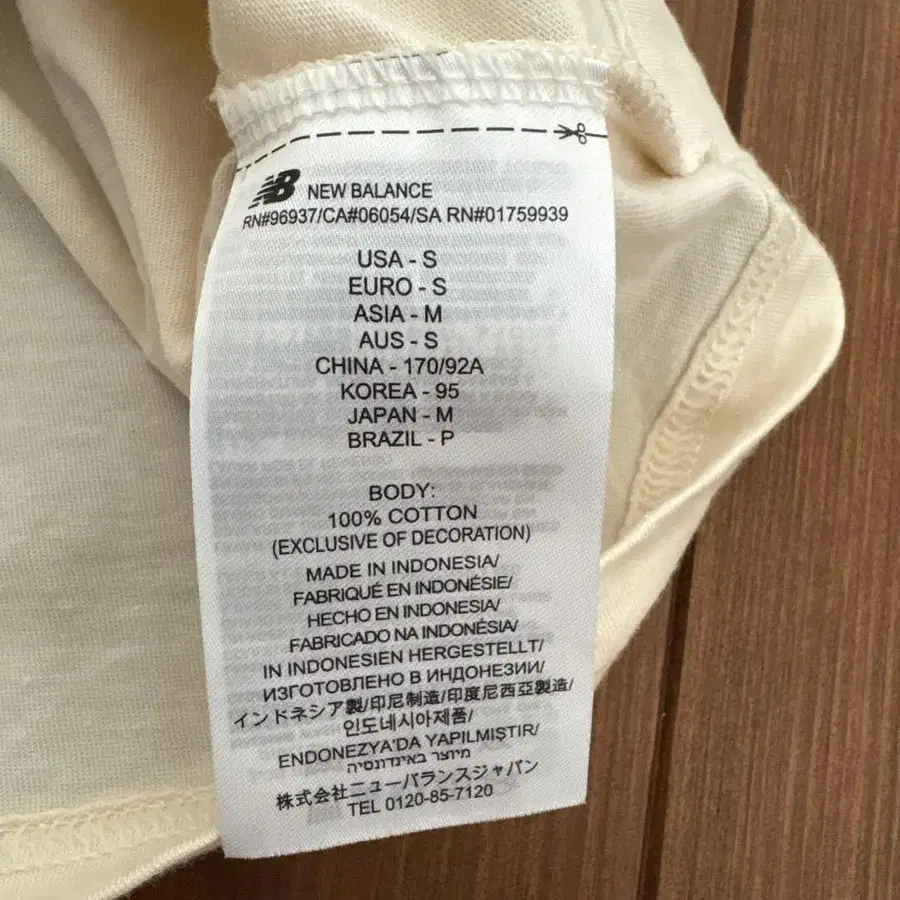 NB NEW BALANCE
RN#96937/CA#06054/SA RN#01759939
USA - S
EURO - S
ASIA - M
AUS - S
CHINA - 170/92A
KOREA - 95
JAPAN - M
BRAZIL - P
BODY:
100% COTTON
(EXCLUSIVE OF DECORATION)
MADE IN INDONESIA/
FABRIQUÉ EN INDONÉSIE/
HECHO EN INDONESIA/
FABRICADO NA INDONÉSIA/
IN INDONESIEN HERGESTELLT/
ИЗГОТОВЛЕНО В ИНДОНЕЗИИ/
インドネシア製/印尼制造/印度尼西亞製造/
인도네시아제품/
ENDONEZYA'DA YAPILMIŞTIR/
מיוצר באינדונסיה
株式会社ニューバランスジャパン
TEL 0120-85-7120